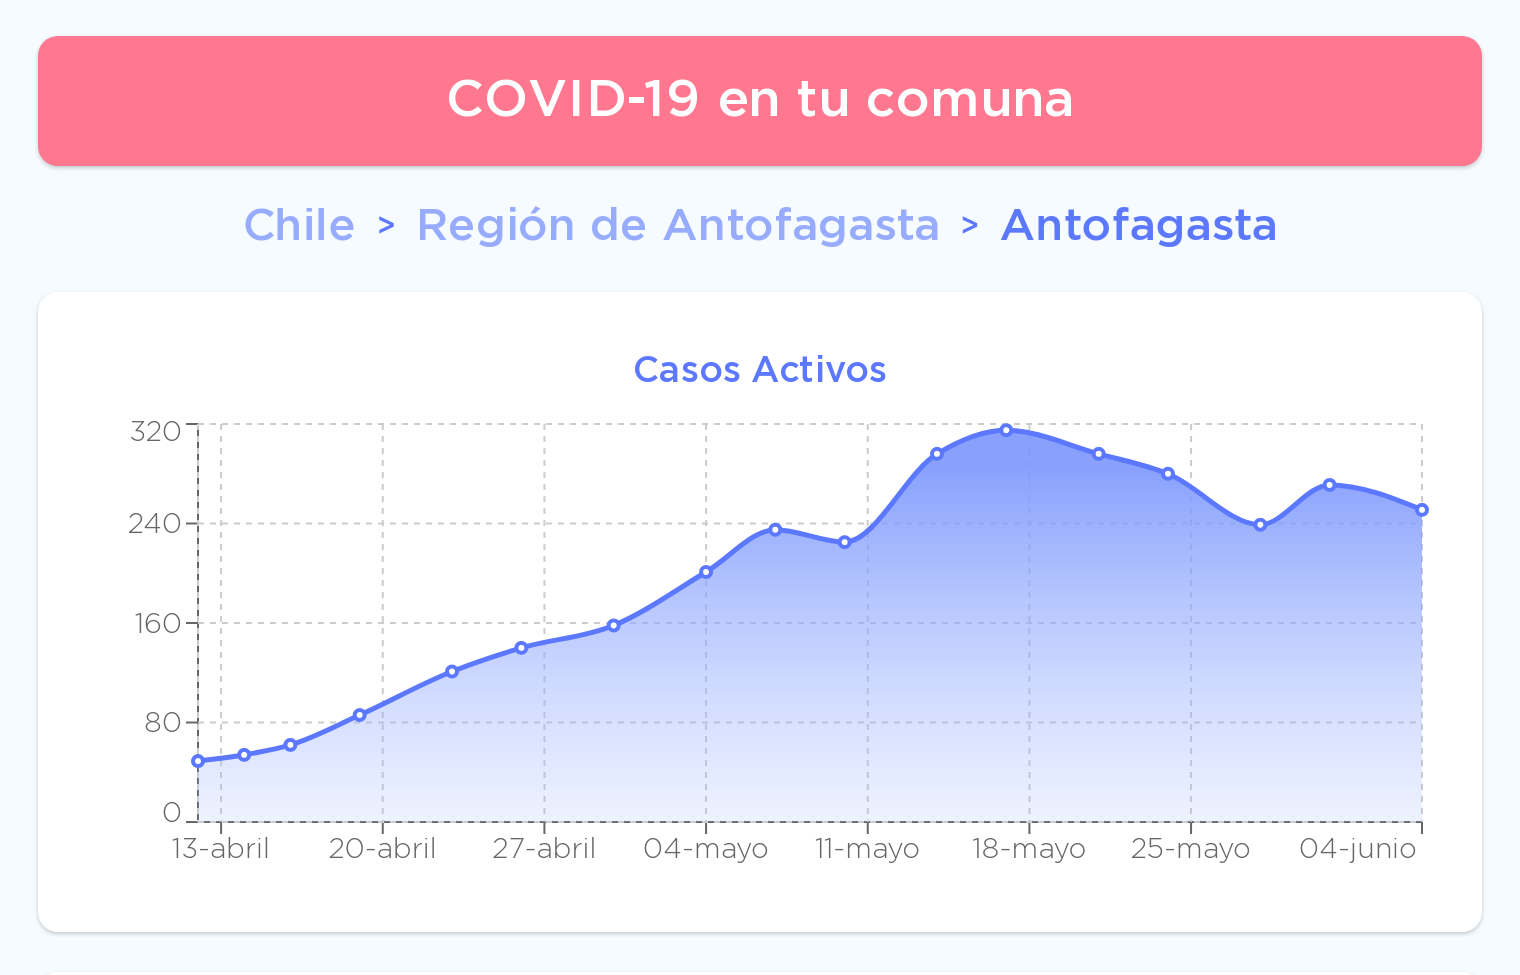 COVID-19 en tu comuna
Chile > Región de Antofagasta > Antofagasta
Casos Activos
320
240
160
80
0
13-abril 20-abril 27-abril 04-mayo 11-mayo 18-mayo 25-mayo 04-junio